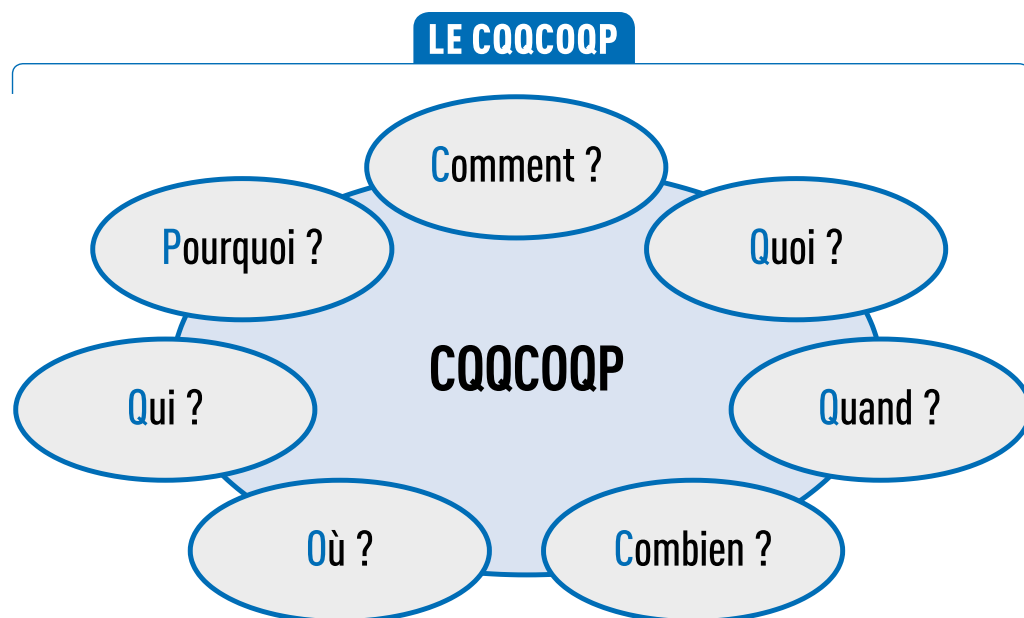 LE CQQCOQP
Comment ?
Pourquoi ?
Quoi ?
CQQCOQP
Qui ?
Quand ?
Où ?
Combien ?